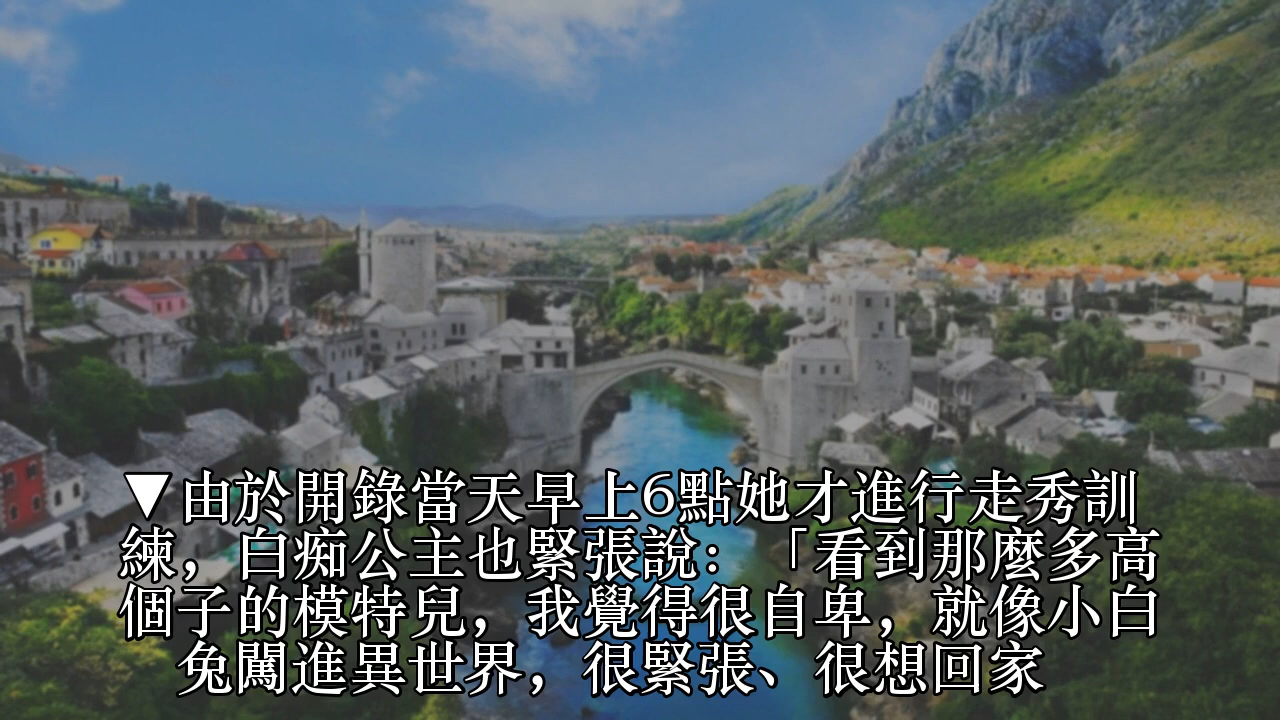 ▼由於開錄當天早上6點她才進行走秀訓
練，白痴公主也緊張說：「看到那麼多高
個子的模特兒，我覺得很自卑，就像小白
兔闖進異世界，很緊張、很想回家